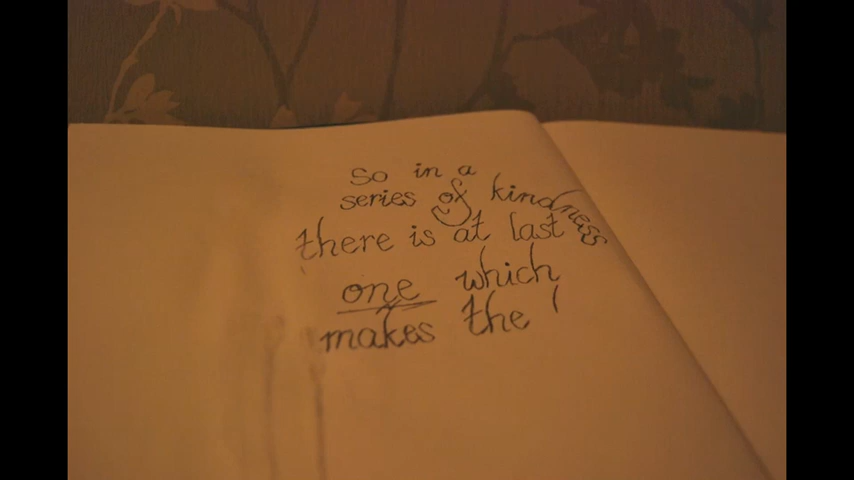 So in a
series of kindness
there is at last
one which
makes the